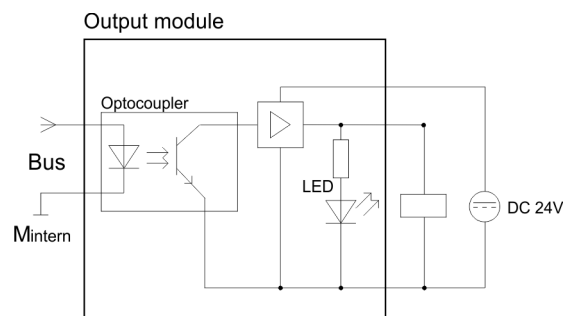 Output module
Optocoupler
Bus
LED
DC 24V
Mintern